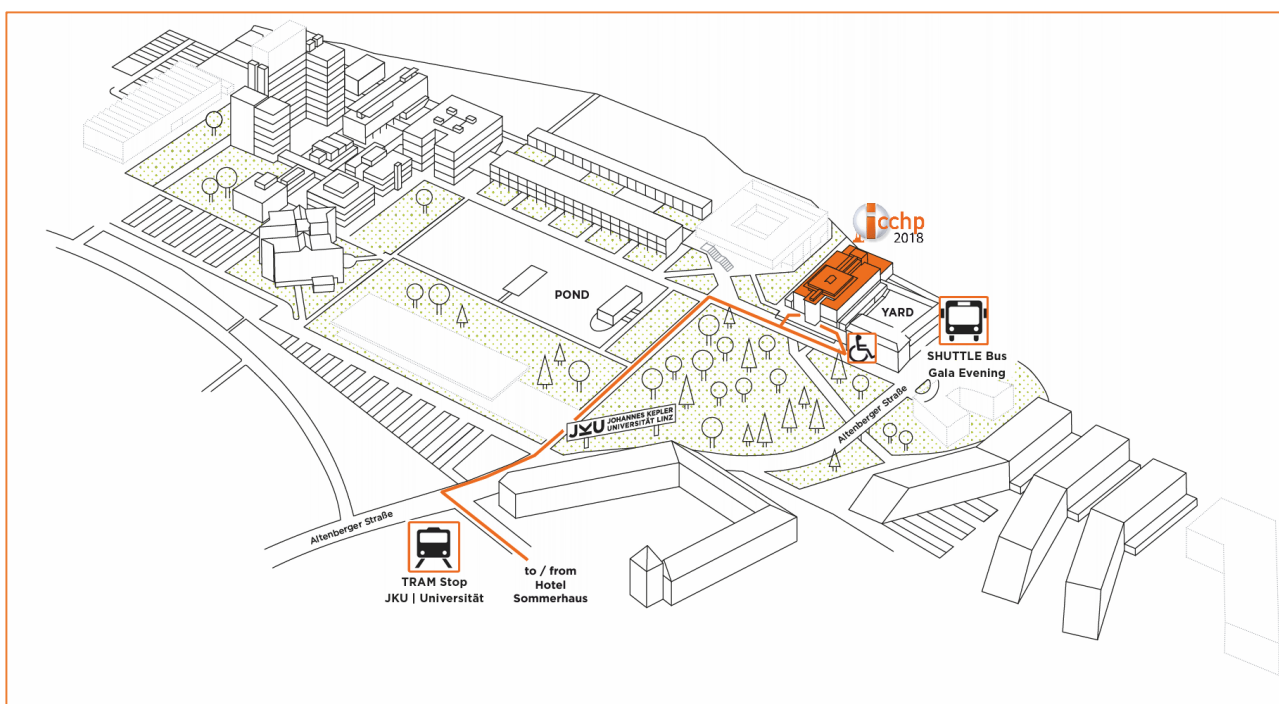 icchp
2018
POND
YARD
SHUTTLE Bus
Gala Evening
Altenberger Straße
JKU JOHANNES KEPLER
UNIVERSITÄT LINZ
Altenberger Straße
TRAM Stop
JKU | Universität
to / from
Hotel
Sommerhaus